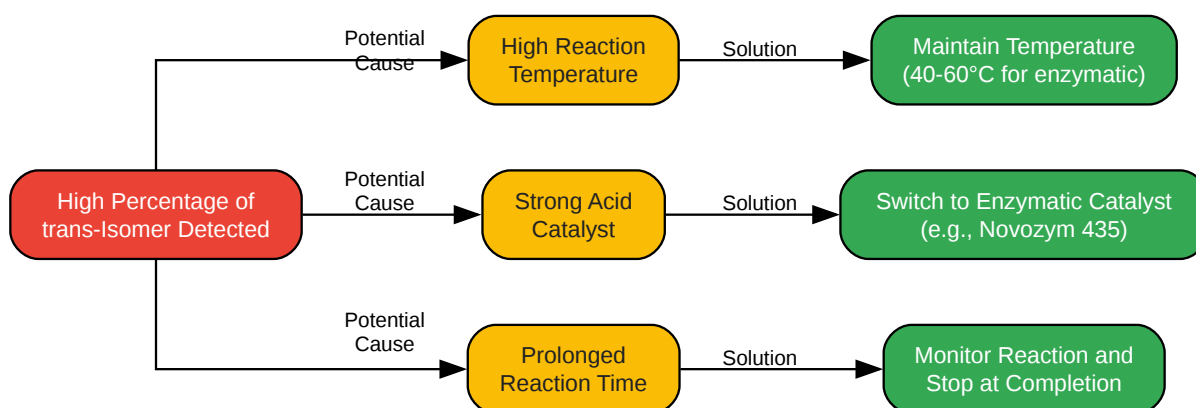 Potential
Cause
High Reaction
Temperature
Solution
Maintain Temperature
(40-60°C for enzymatic)
High Percentage of
trans-Isomer Detected
Potential
Cause
Strong Acid
Catalyst
Solution
Switch to Enzymatic Catalyst
(e.g., Novozym 435)
Potential
Cause
Prolonged
Reaction Time
Solution
Monitor Reaction and
Stop at Completion